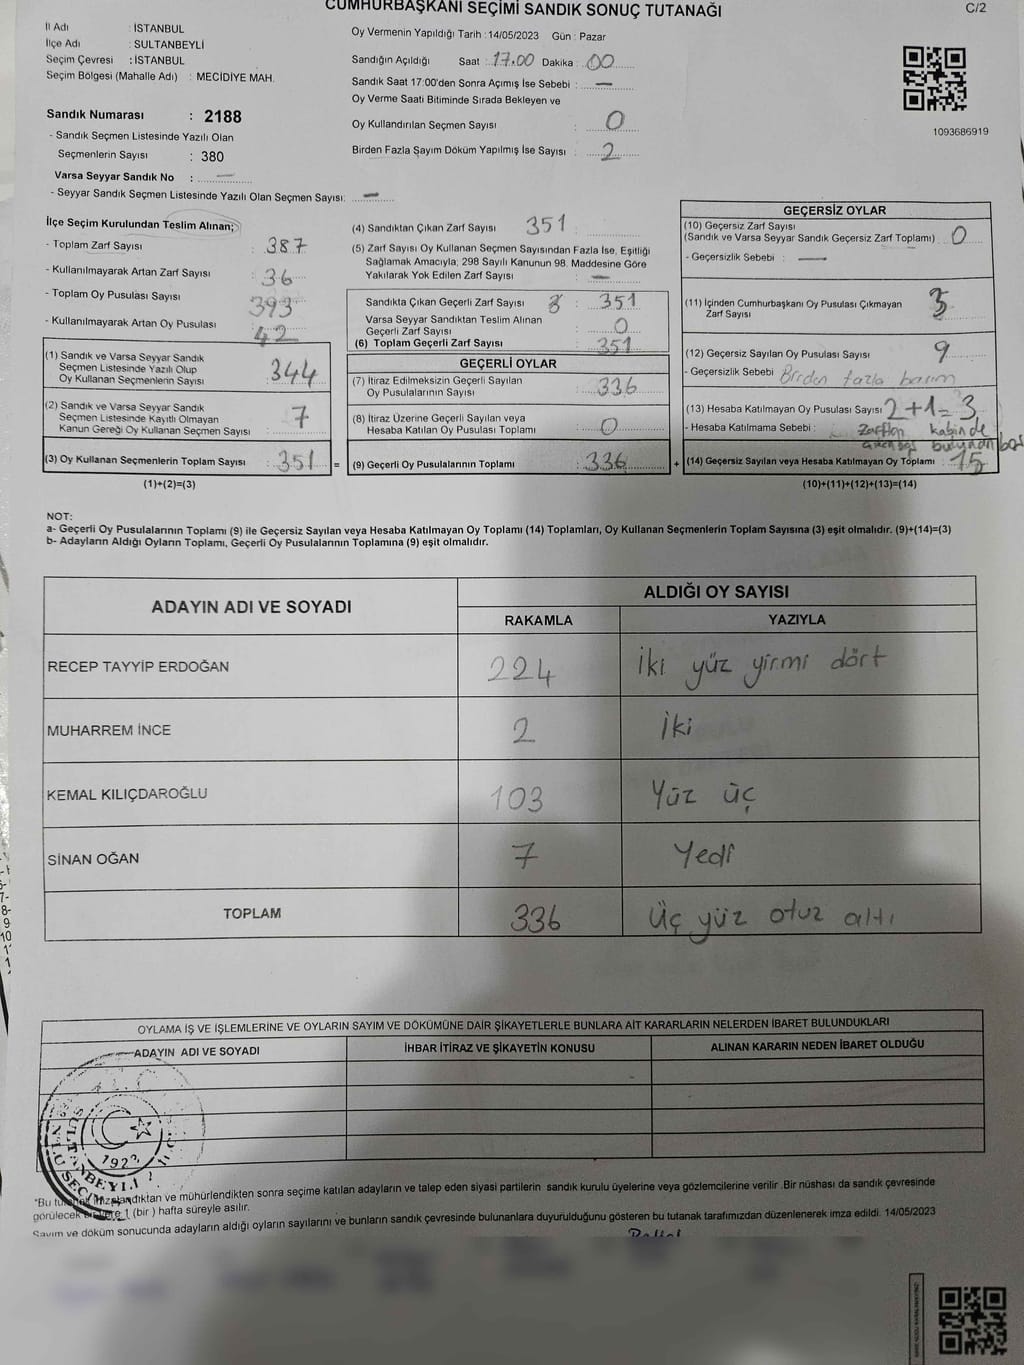 CUMHURBAŞKANI SEÇİMİ SANDIK SONUÇ TUTANAĞI
C/2
İl Adı : İSTANBUL
İlçe Adı : SULTANBEYLİ
Seçim Çevresi : İSTANBUL
Seçim Bölgesi (Mahalle Adı) : MECİDİYE MAH.
Sandık Numarası : 2188
- Sandık Seçmen Listesinde Yazılı Olan
Seçmenlerin Sayısı : 380
Varsa Seyyar Sandık No : —
- Seyyar Sandık Seçmen Listesinde Yazılı Olan Seçmen Sayısı: —
Oy Vermenin Yapıldığı Tarih : 14/05/2023 Gün : Pazar
Sandığın Açıldığı Saat : 17.00 Dakika : 00
Sandık Saat 17:00'den Sonra Açımış İse Sebebi : —
Oy Verme Saati Bitiminde Sırada Bekleyen ve
Oy Kullandırılan Seçmen Sayısı : 0
Birden Fazla Sayım Döküm Yapılmış İse Sayısı : 2
1093686919
İlçe Seçim Kurulundan Teslim Alınan;
- Toplam Zarf Sayısı : 387
- Kullanılmayarak Artan Zarf Sayısı : 36
- Toplam Oy Pusulası Sayısı : 393
- Kullanılmayarak Artan Oy Pusulası : 42
(1) Sandık ve Varsa Seyyar Sandık
Seçmen Listesinde Yazılı Olup
Oy Kullanan Seçmenlerin Sayısı : 344
(2) Sandık ve Varsa Seyyar Sandık
Seçmen Listesinde Kayıtlı Olmayan
Kanun Gereği Oy Kullanan Seçmen Sayısı : 7
(3) Oy Kullanan Seçmenlerin Toplam Sayısı : 351 =
(1)+(2)=(3)
(4) Sandıktan Çıkan Zarf Sayısı : 351
(5) Zarf Sayısı Oy Kullanan Seçmen Sayısından Fazla İse, Eşitliği
Sağlamak Amacıyla; 298 Sayılı Kanunun 98. Maddesine Göre
Yakılarak Yok Edilen Zarf Sayısı : —
Sandıkta Çıkan Geçerli Zarf Sayısı : 351
Varsa Seyyar Sandıktan Teslim Alınan
Geçerli Zarf Sayısı : 0
(6) Toplam Geçerli Zarf Sayısı : 351
GEÇERLİ OYLAR
(7) İtiraz Edilmeksizin Geçerli Sayılan
Oy Pusulalarının Sayısı : 336
(8) İtiraz Üzerine Geçerli Sayılan veya
Hesaba Katılan Oy Pusulası Toplamı : 0
(9) Geçerli Oy Pusulalarının Toplamı : 336 +
GEÇERSİZ OYLAR
(10) Geçersiz Zarf Sayısı
(Sandık ve Varsa Seyyar Sandık Geçersiz Zarf Toplamı) : 0
- Geçersizlik Sebebi : —
(11) İçinden Cumhurbaşkanı Oy Pusulası Çıkmayan
Zarf Sayısı : 3
(12) Geçersiz Sayılan Oy Pusulası Sayısı : 9
- Geçersizlik Sebebi : Birden fazla basım
(13) Hesaba Katılmayan Oy Pusulası Sayısı : 2+1=3
- Hesaba Katılmama Sebebi : Zarftan kabinde
bulunan boş
(14) Geçersiz Sayılan veya Hesaba Katılmayan Oy Toplamı : 15
(10)+(11)+(12)+(13)=(14)
NOT:
a- Geçerli Oy Pusulalarının Toplamı (9) ile Geçersiz Sayılan veya Hesaba Katılmayan Oy Toplamı (14) Toplamları, Oy Kullanan Seçmenlerin Toplam Sayısına (3) eşit olmalıdır. (9)+(14)=(3)
b- Adayların Aldığı Oyların Toplamı, Geçerli Oy Pusulalarının Toplamına (9) eşit olmalıdır.
ADAYIN ADI VE SOYADI
ALDIĞI OY SAYISI
RAKAMLA YAZIYLA
RECEP TAYYİP ERDOĞAN 224 İki yüz yirmi dört
MUHARREM İNCE 2 İki
KEMAL KILIÇDAROĞLU 103 Yüz üç
SİNAN OĞAN 7 Yedi
TOPLAM 336 üç yüz otuz altı
OYLAMA İŞ VE İŞLEMLERİNE VE OYLARIN SAYIM VE DÖKÜMÜNE DAİR ŞİKAYETLERLE BUNLARA AİT KARARLARIN NELERDEN İBARET BULUNDUKLARI
ADAYIN ADI VE SOYADI İHBAR İTİRAZ VE ŞİKAYETİN KONUSU ALINAN KARARIN NEDEN İBARET OLDUĞU
*Bu imzalandıktan ve mühürlendikten sonra seçime katılan adayların ve talep eden siyasi partilerin sandık kurulu üyelerine veya gözlemcilerine verilir .Bir nüshası da sandık çevresinde
görülecek 1 (bir ) hafta süreyle asılır.
Sayım ve döküm sonucunda adayların aldığı oyların sayılarını ve bunların sandık çevresinde bulunanlara duyurulduğunu gösteren bu tutanak tarafımızdan düzenlenerek imza edildi. 14/05/2023